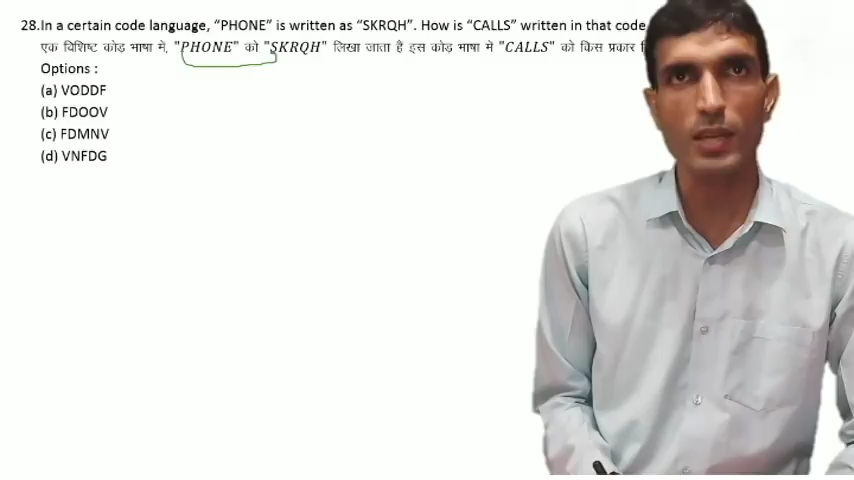 28.In a certain code language, “PHONE” is written as “SKRQH”. How is “CALLS” written in that code
एक विशिष्ट कोड़ भाषा में, "PHONE" को "SKRQH" लिखा जाता है इस कोड़ भाषा में "CALLS" को किस प्रकार
Options :
(a) VODDF
(b) FDOOV
(c) FDMNV
(d) VNFDG